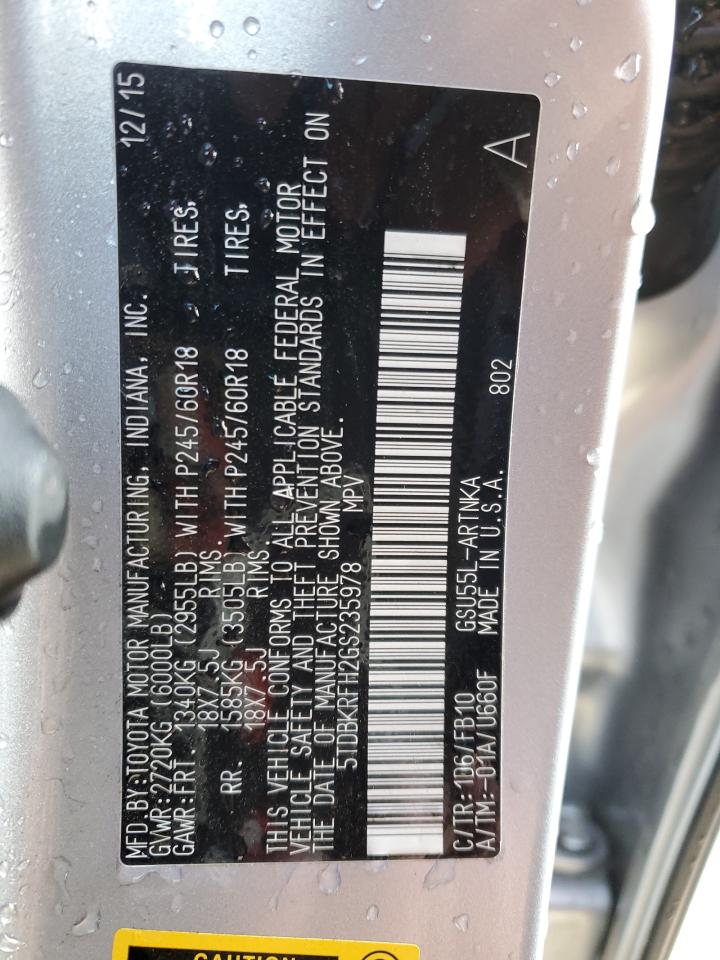 MFD.BY:TOYOTA MOTOR MANUFACTURING, INDIANA, INC. 12/15
GVWR:2720KG (6000LB)
GAWR:FRT. 1340KG (2955LB) WITH P245/60R18 TIRES,
18X7.5J RIMS.
RR. 1585KG (3505LB) WITH P245/60R18 TIRES,
18X7.5J RIMS.
THIS VEHICLE CONFORMS TO ALL APPLICABLE FEDERAL MOTOR
VEHICLE SAFETY AND THEFT PREVENTION STANDARDS IN EFFECT ON
THE DATE OF MANUFACTURE SHOWN ABOVE.
5TDBKRFH2GS235978 MPV
C/TR:1D6/FB10 GSU55L-ARTNKA 802
A/TM:-01A/U660F MADE IN U.S.A.
A
CAUTION